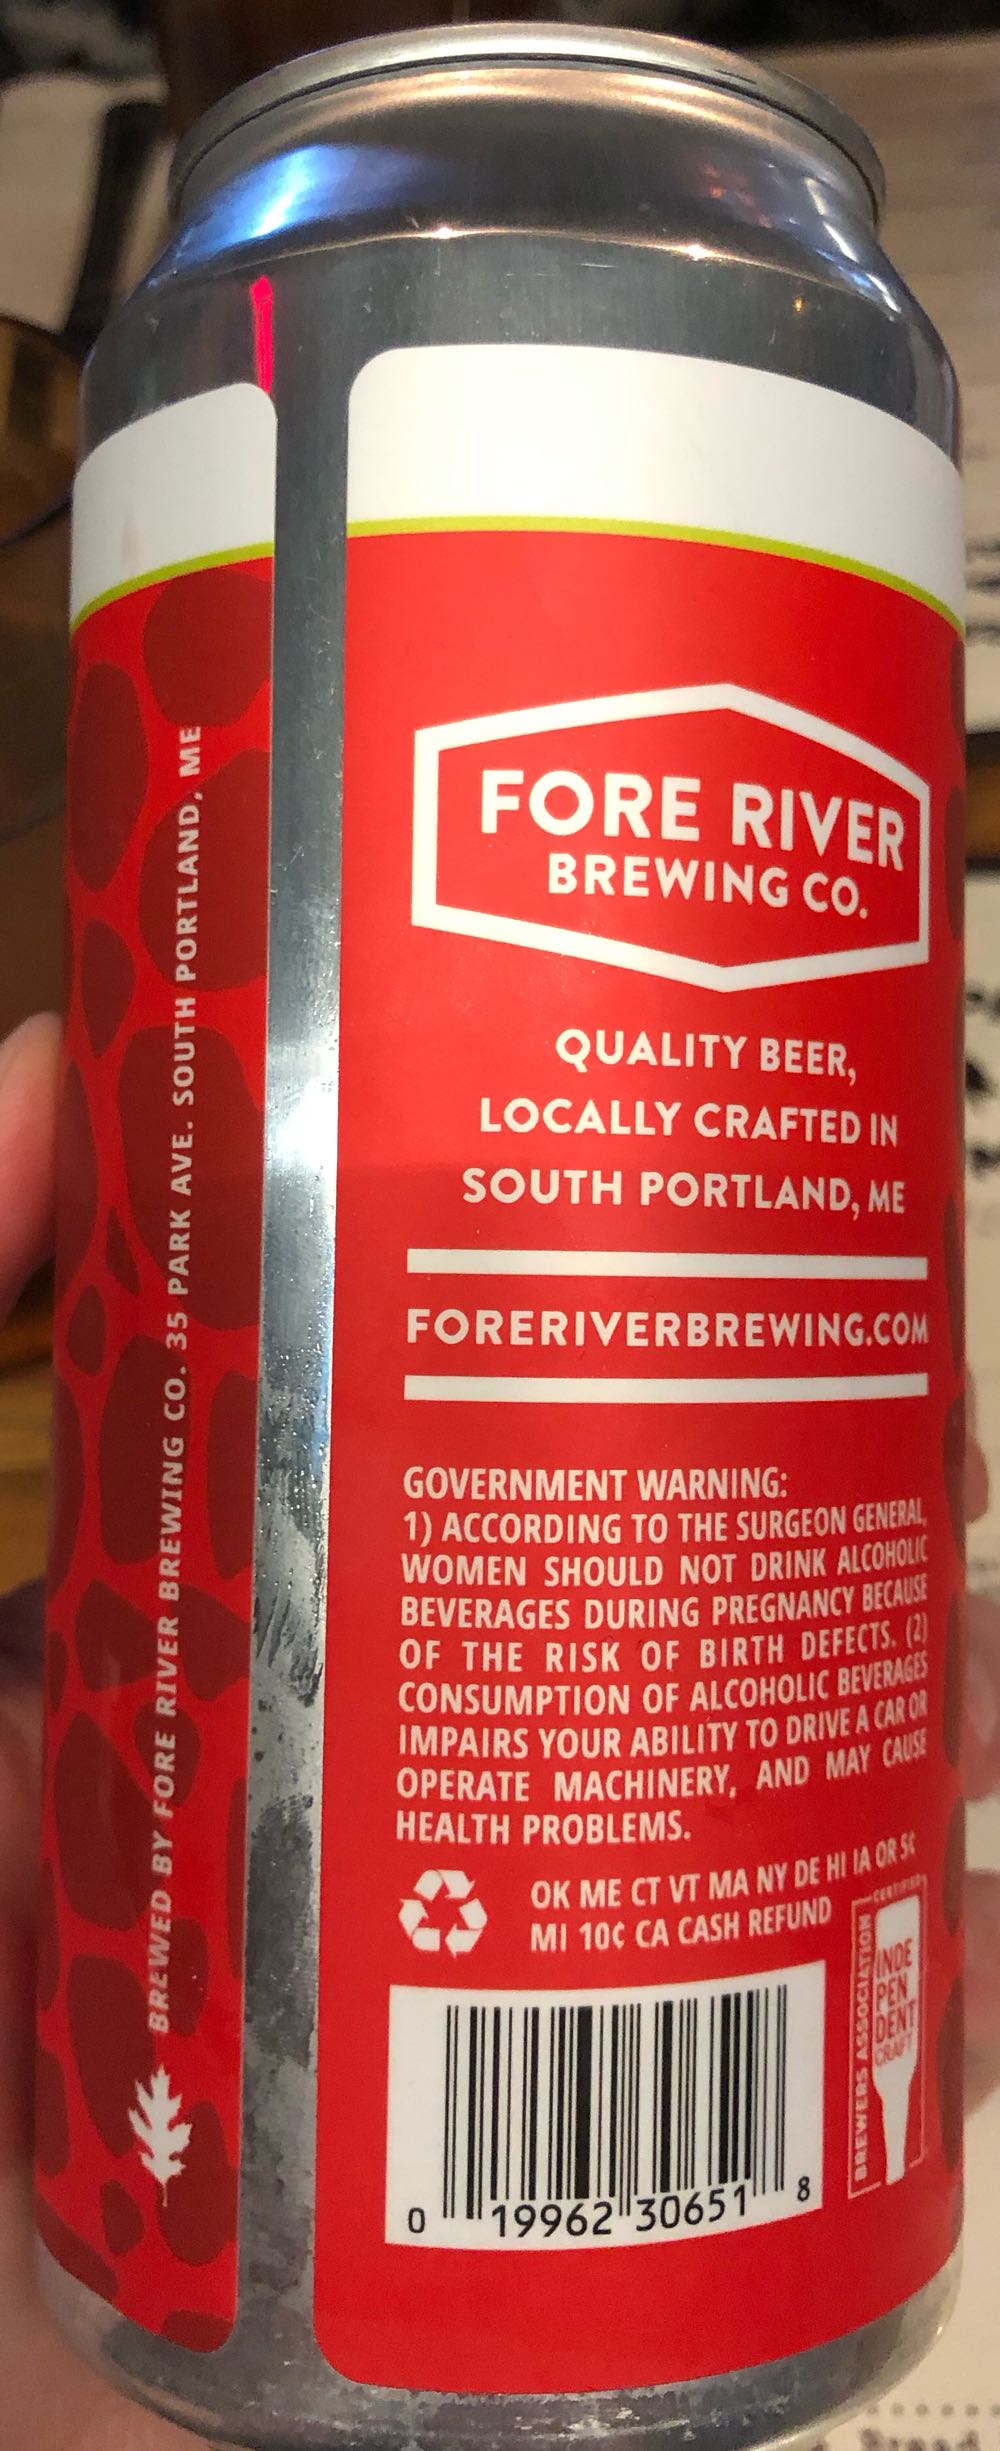 BREWED BY FORE RIVER BREWING CO. 35 PARK AVE. SOUTH PORTLAND, ME
FORE RIVER
BREWING CO.
QUALITY BEER,
LOCALLY CRAFTED IN
SOUTH PORTLAND, ME
FORERIVERBREWING.COM
GOVERNMENT WARNING:
1) ACCORDING TO THE SURGEON GENERAL,
WOMEN SHOULD NOT DRINK ALCOHOLIC
BEVERAGES DURING PREGNANCY BECAUSE
OF THE RISK OF BIRTH DEFECTS. (2)
CONSUMPTION OF ALCOHOLIC BEVERAGES
IMPAIRS YOUR ABILITY TO DRIVE A CAR OR
OPERATE MACHINERY, AND MAY CAUSE
HEALTH PROBLEMS.
OK ME CT VT MA NY DE HI IA OR 5¢
MI 10¢ CA CASH REFUND
BREWERS ASSOCIATION
CERTIFIED
INDE
PEN
DENT
CRAFT
0 19962 30651 8
Bread